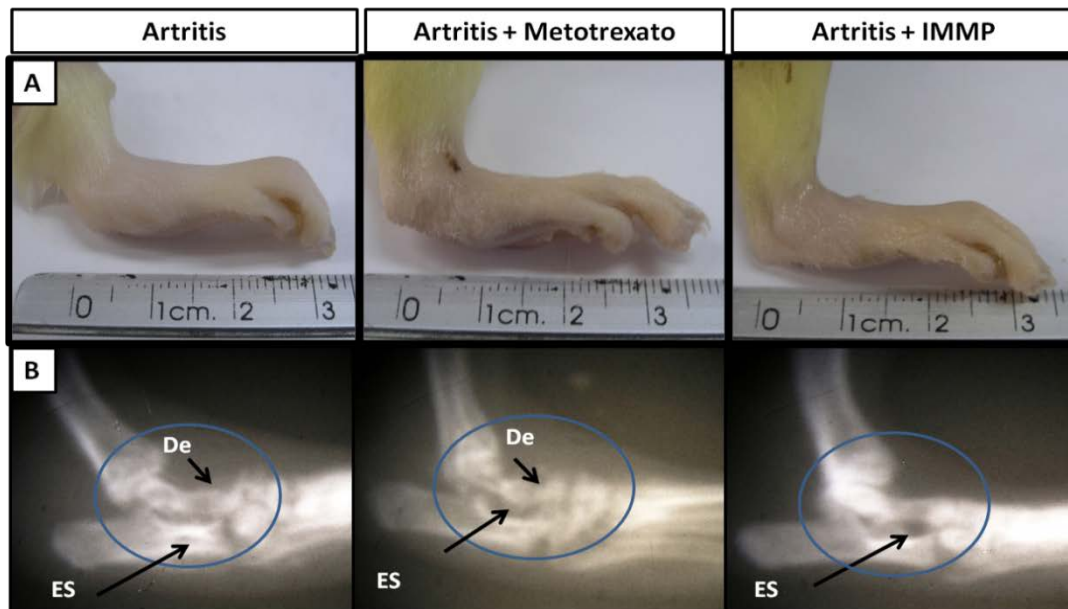 Artritis
Artritis + Metotrexato
Artritis + IMMP
A
0 1cm. 2 3
0 1cm. 2 3
0 1cm. 2 3
B
De
De
ES
ES
ES